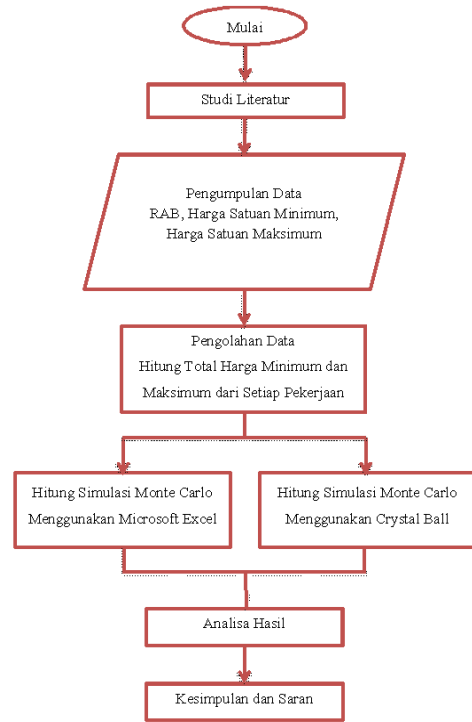 Mulai
Studi Literatur
Pengumpulan Data
RAB, Harga Satuan Minimum,
Harga Satuan Maksimum
Pengolahan Data
Hitung Total Harga Minimum dan
Maksimum dari Setiap Pekerjaan
Hitung Simulasi Monte Carlo
Menggunakan Microsoft Excel
Hitung Simulasi Monte Carlo
Menggunakan Crystal Ball
Analisa Hasil
Kesimpulan dan Saran